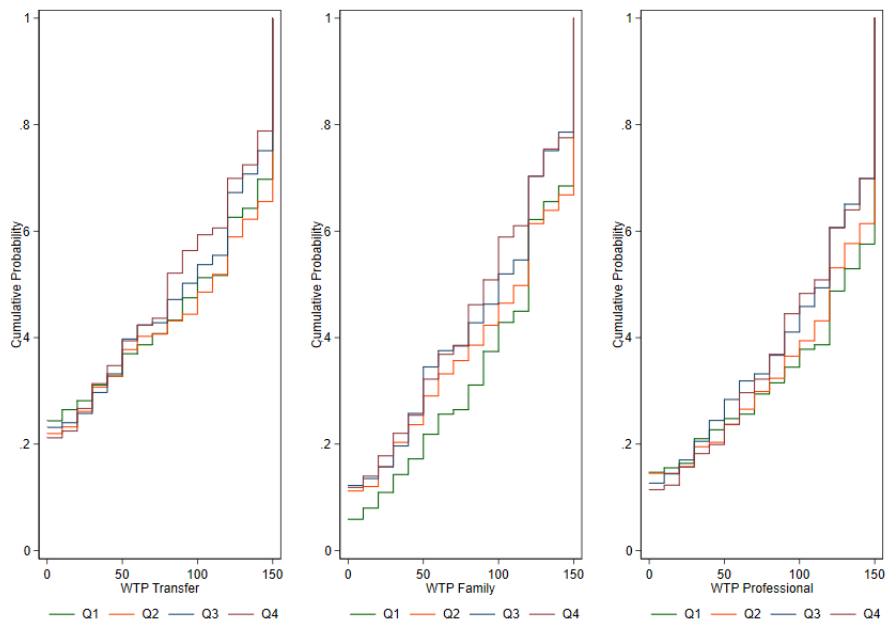 1
.8
.6
.4
.2
0
Cumulative Probability
0 50 100 150
WTP Transfer
Q1 Q2 Q3 Q4
1
.8
.6
.4
.2
0
Cumulative Probability
0 50 100 150
WTP Family
Q1 Q2 Q3 Q4
1
.8
.6
.4
.2
0
Cumulative Probability
0 50 100 150
WTP Professional
Q1 Q2 Q3 Q4